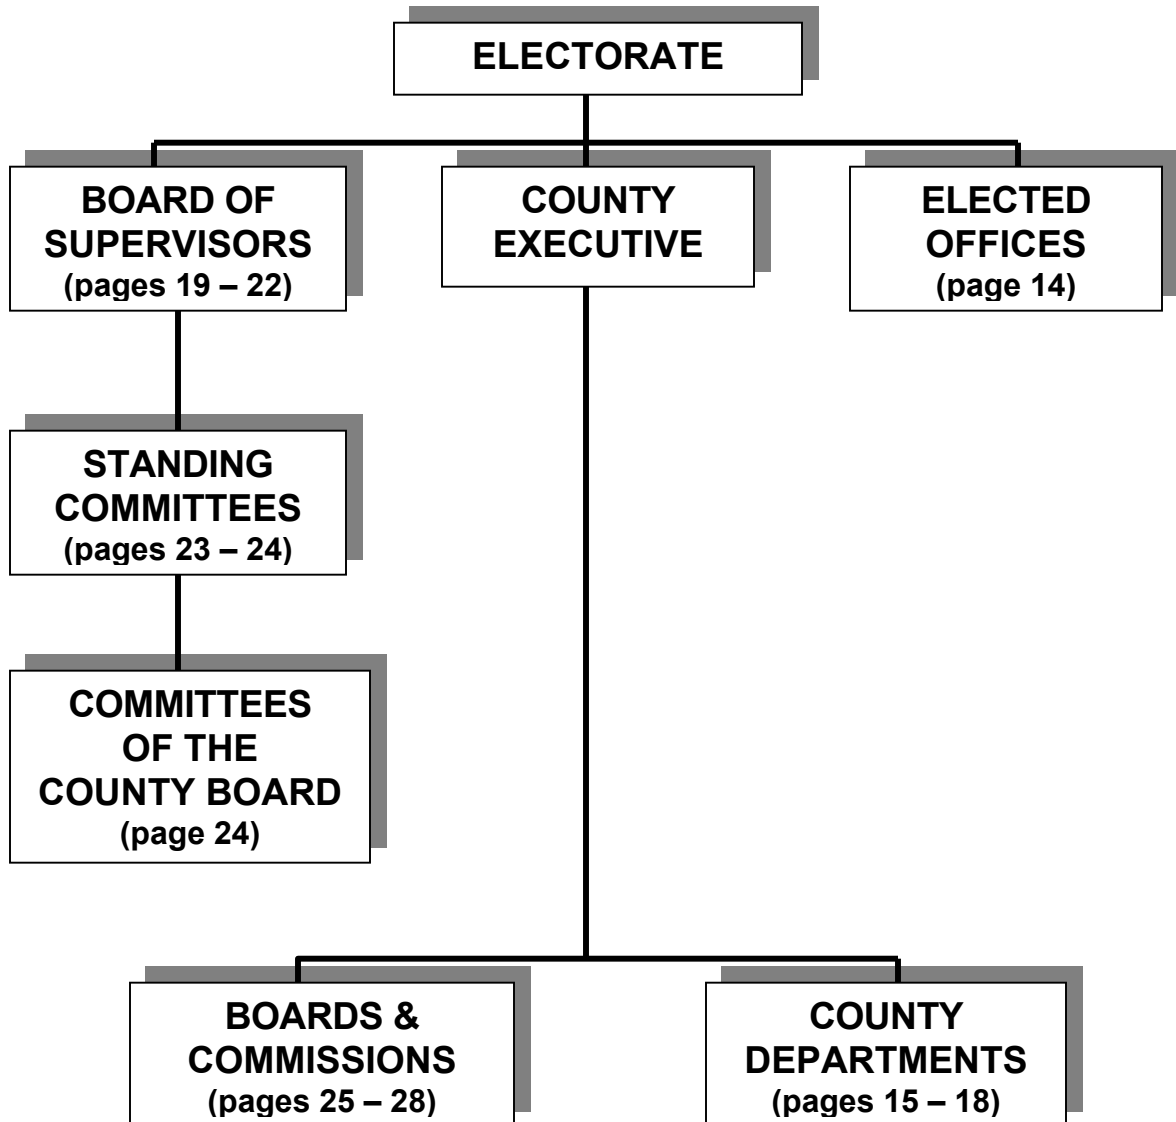 ELECTORATE
BOARD OF
SUPERVISORS
(pages 19 – 22)
COUNTY
EXECUTIVE
ELECTED
OFFICES
(page 14)
STANDING
COMMITTEES
(pages 23 – 24)
COMMITTEES
OF THE
COUNTY BOARD
(page 24)
BOARDS &
COMMISSIONS
(pages 25 – 28)
COUNTY
DEPARTMENTS
(pages 15 – 18)